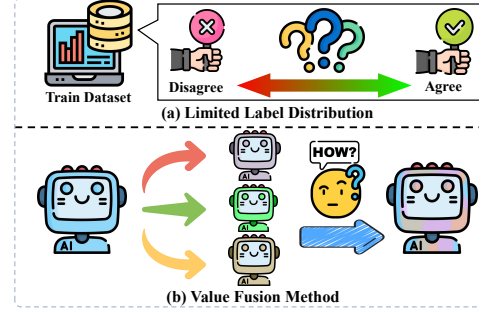 Train Dataset
Disagree
Agree
(a) Limited Label Distribution
HOW?
AI
AI
AI
AI
AI
(b) Value Fusion Method